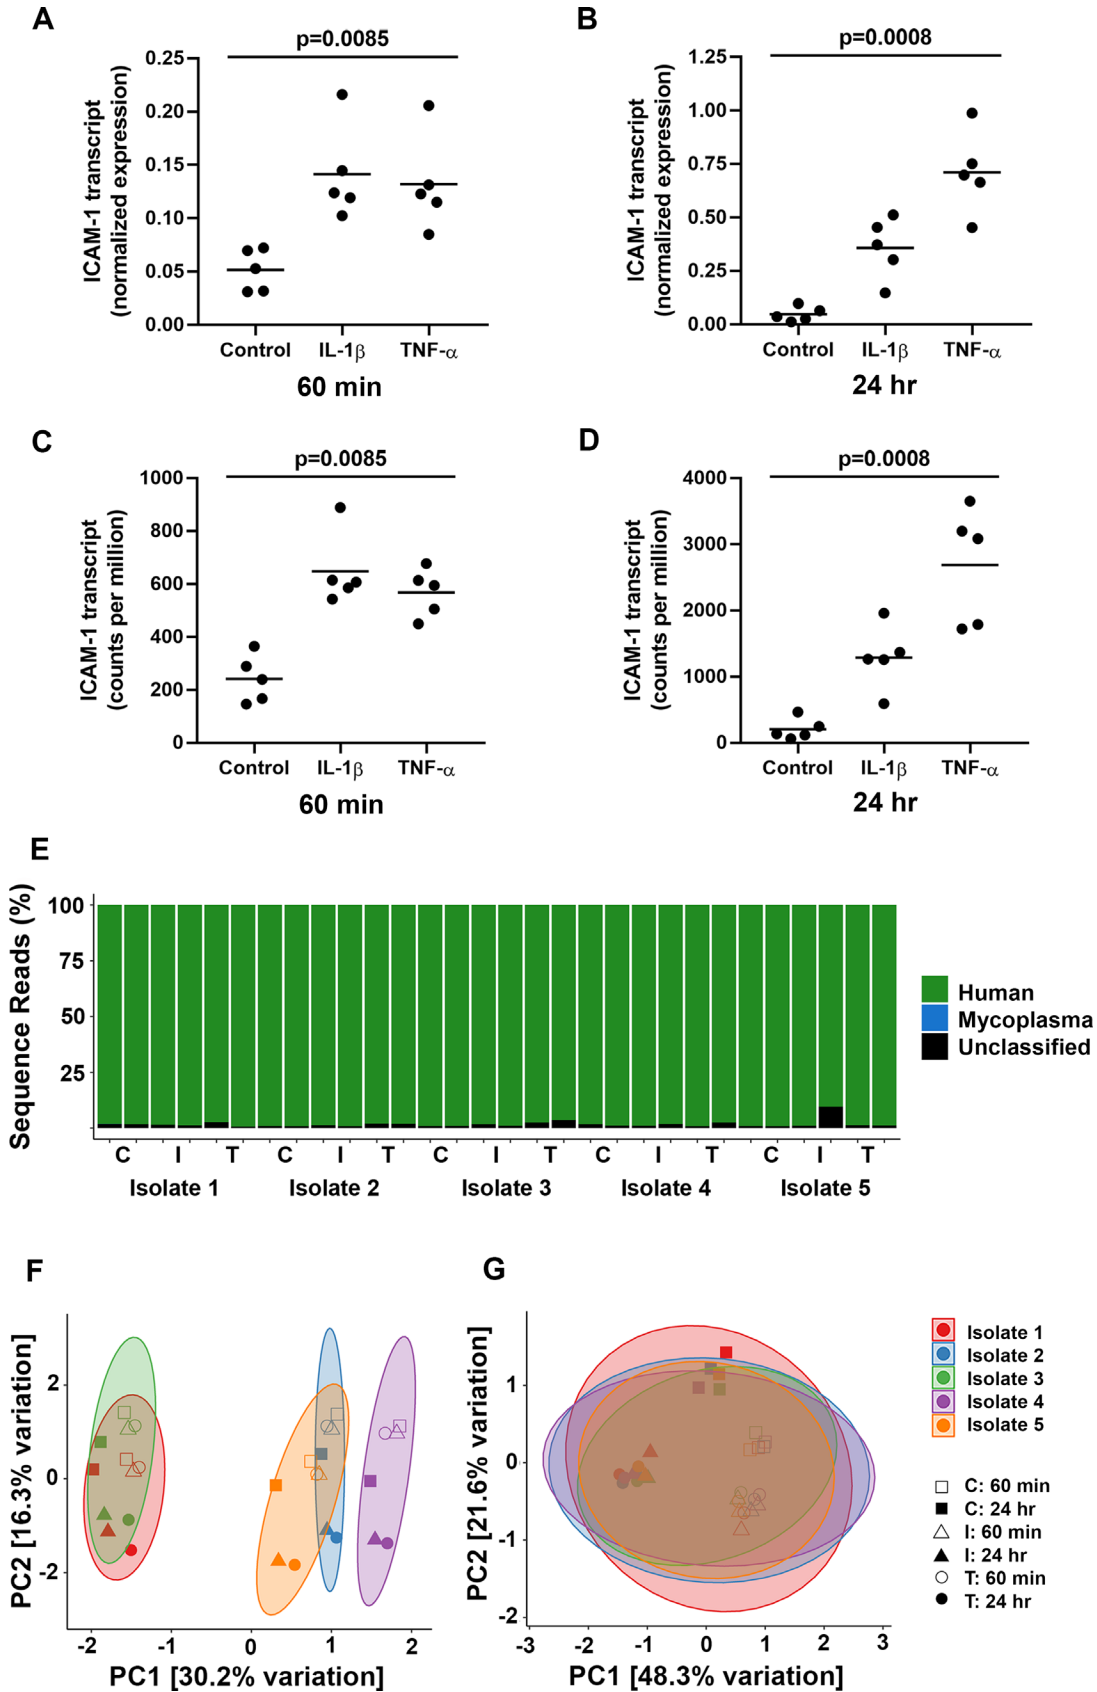 A
p=0.0085
ICAM-1 transcript
(normalized expression)
0.25
0.20
0.15
0.10
0.05
0.00
Control IL-1β TNF-α
60 min
B
p=0.0008
ICAM-1 transcript
(normalized expression)
1.25
1.00
0.75
0.50
0.25
0.00
Control IL-1β TNF-α
24 hr
C
p=0.0085
ICAM-1 transcript
(counts per million)
1000
800
600
400
200
0
Control IL-1β TNF-α
60 min
D
p=0.0008
ICAM-1 transcript
(counts per million)
4000
3000
2000
1000
0
Control IL-1β TNF-α
24 hr
E
Sequence Reads (%)
100
75
50
25
C I T C I T C I T C I T C I T
Isolate 1 Isolate 2 Isolate 3 Isolate 4 Isolate 5
Human
Mycoplasma
Unclassified
F
PC2 [16.3% variation]
2
0
-2
-2 -1 0 1 2
PC1 [30.2% variation]
G
PC2 [21.6% variation]
1
0
-1
-2
-3 -2 -1 0 1 2 3
PC1 [48.3% variation]
Isolate 1
Isolate 2
Isolate 3
Isolate 4
Isolate 5
C: 60 min
C: 24 hr
I: 60 min
I: 24 hr
T: 60 min
T: 24 hr